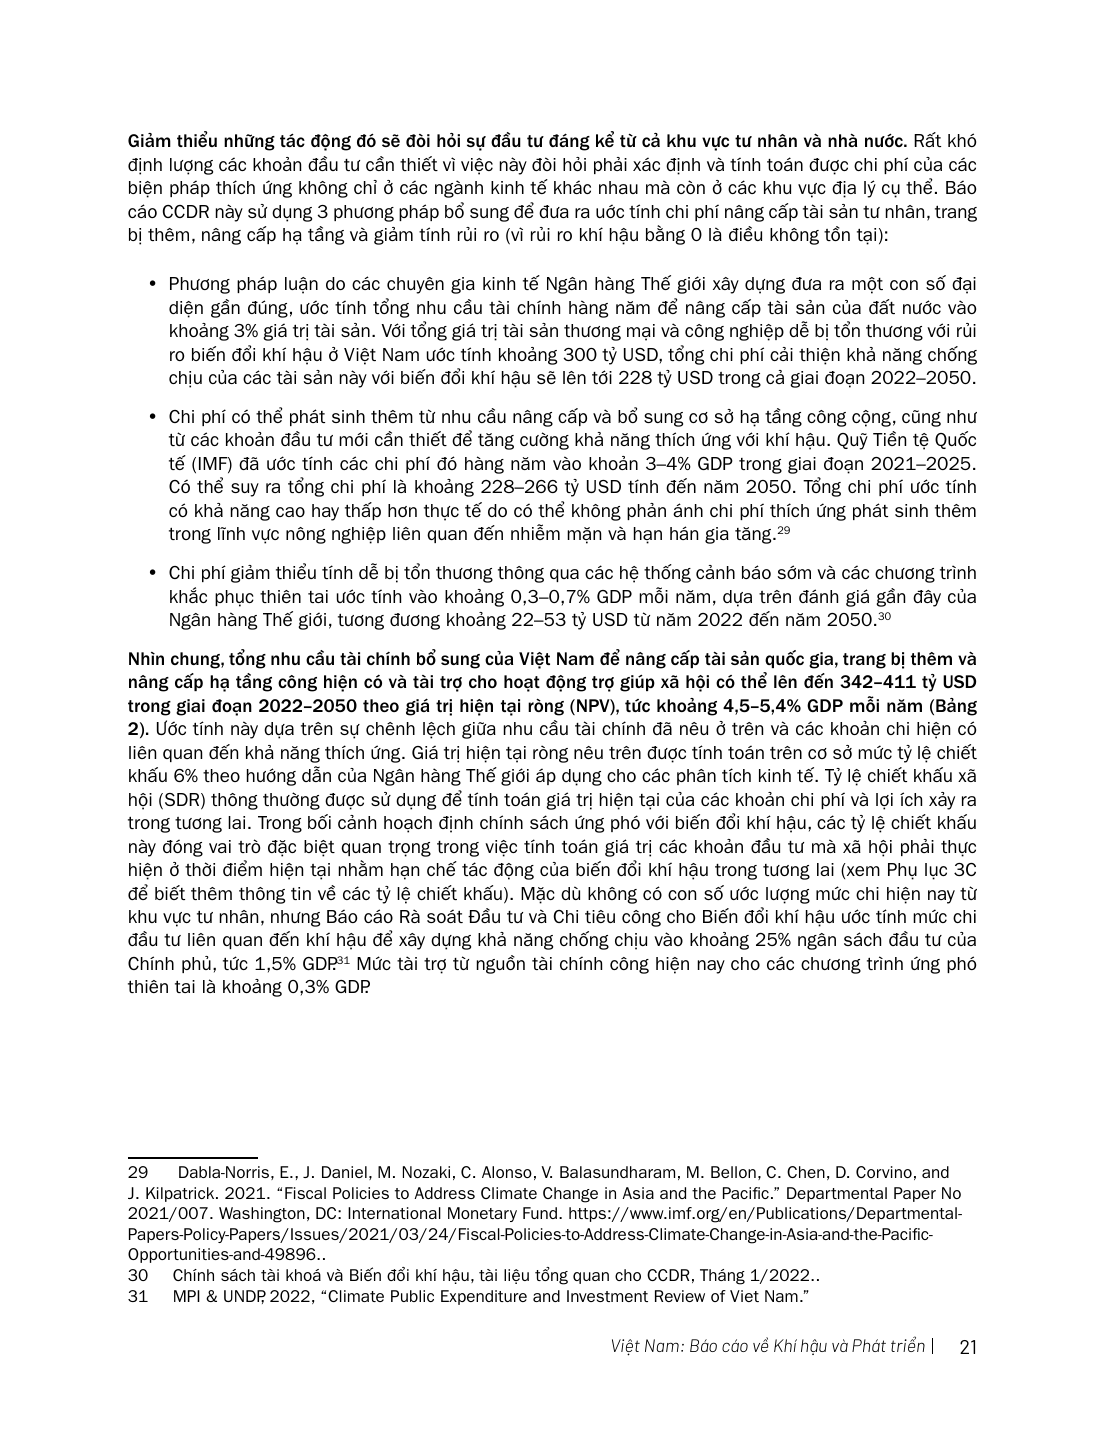 Giảm thiểu những tác động đó sẽ đòi hỏi sự đầu tư đáng kể từ cả khu vực tư nhân và nhà nước. Rất khó
định lượng các khoản đầu tư cần thiết vì việc này đòi hỏi phải xác định và tính toán được chi phí của các
biện pháp thích ứng không chỉ ở các ngành kinh tế khác nhau mà còn ở các khu vực địa lý cụ thể. Báo
cáo CCDR này sử dụng 3 phương pháp bổ sung để đưa ra uớc tính chi phí nâng cấp tài sản tư nhân, trang
bị thêm, nâng cấp hạ tầng và giảm tính rủi ro (vì rủi ro khí hậu bằng 0 là điều không tồn tại):
• Phương pháp luận do các chuyên gia kinh tế Ngân hàng Thế giới xây dựng đưa ra một con số đại
diện gần đúng, ước tính tổng nhu cầu tài chính hàng năm để nâng cấp tài sản của đất nước vào
khoảng 3% giá trị tài sản. Với tổng giá trị tài sản thương mại và công nghiệp dễ bị tổn thương với rủi
ro biến đổi khí hậu ở Việt Nam ước tính khoảng 300 tỷ USD, tổng chi phí cải thiện khả năng chống
chịu của các tài sản này với biến đổi khí hậu sẽ lên tới 228 tỷ USD trong cả giai đoạn 2022–2050.
• Chi phí có thể phát sinh thêm từ nhu cầu nâng cấp và bổ sung cơ sở hạ tầng công cộng, cũng như
từ các khoản đầu tư mới cần thiết để tăng cường khả năng thích ứng với khí hậu. Quỹ Tiền tệ Quốc
tế (IMF) đã ước tính các chi phí đó hàng năm vào khoản 3–4% GDP trong giai đoạn 2021–2025.
Có thể suy ra tổng chi phí là khoảng 228–266 tỷ USD tính đến năm 2050. Tổng chi phí ước tính
có khả năng cao hay thấp hơn thực tế do có thể không phản ánh chi phí thích ứng phát sinh thêm
trong lĩnh vực nông nghiệp liên quan đến nhiễm mặn và hạn hán gia tăng.29
• Chi phí giảm thiểu tính dễ bị tổn thương thông qua các hệ thống cảnh báo sớm và các chương trình
khắc phục thiên tai ước tính vào khoảng 0,3–0,7% GDP mỗi năm, dựa trên đánh giá gần đây của
Ngân hàng Thế giới, tương đương khoảng 22–53 tỷ USD từ năm 2022 đến năm 2050.30
Nhìn chung, tổng nhu cầu tài chính bổ sung của Việt Nam để nâng cấp tài sản quốc gia, trang bị thêm và
nâng cấp hạ tầng công hiện có và tài trợ cho hoạt động trợ giúp xã hội có thể lên đến 342–411 tỷ USD
trong giai đoạn 2022–2050 theo giá trị hiện tại ròng (NPV), tức khoảng 4,5–5,4% GDP mỗi năm (Bảng
2). Ước tính này dựa trên sự chênh lệch giữa nhu cầu tài chính đã nêu ở trên và các khoản chi hiện có
liên quan đến khả năng thích ứng. Giá trị hiện tại ròng nêu trên được tính toán trên cơ sở mức tỷ lệ chiết
khấu 6% theo hướng dẫn của Ngân hàng Thế giới áp dụng cho các phân tích kinh tế. Tỷ lệ chiết khấu xã
hội (SDR) thông thường được sử dụng để tính toán giá trị hiện tại của các khoản chi phí và lợi ích xảy ra
trong tương lai. Trong bối cảnh hoạch định chính sách ứng phó với biến đổi khí hậu, các tỷ lệ chiết khấu
này đóng vai trò đặc biệt quan trọng trong việc tính toán giá trị các khoản đầu tư mà xã hội phải thực
hiện ở thời điểm hiện tại nhằm hạn chế tác động của biến đổi khí hậu trong tương lai (xem Phụ lục 3C
để biết thêm thông tin về các tỷ lệ chiết khấu). Mặc dù không có con số ước lượng mức chi hiện nay từ
khu vực tư nhân, nhưng Báo cáo Rà soát Đầu tư và Chi tiêu công cho Biến đổi khí hậu ước tính mức chi
đầu tư liên quan đến khí hậu để xây dựng khả năng chống chịu vào khoảng 25% ngân sách đầu tư của
Chính phủ, tức 1,5% GDP.31 Mức tài trợ từ nguồn tài chính công hiện nay cho các chương trình ứng phó
thiên tai là khoảng 0,3% GDP.
29 Dabla-Norris, E., J. Daniel, M. Nozaki, C. Alonso, V. Balasundharam, M. Bellon, C. Chen, D. Corvino, and
J. Kilpatrick. 2021. “Fiscal Policies to Address Climate Change in Asia and the Pacific.” Departmental Paper No
2021/007. Washington, DC: International Monetary Fund. https://www.imf.org/en/Publications/Departmental-
Papers-Policy-Papers/Issues/2021/03/24/Fiscal-Policies-to-Address-Climate-Change-in-Asia-and-the-Pacific-
Opportunities-and-49896..
30 Chính sách tài khoá và Biến đổi khí hậu, tài liệu tổng quan cho CCDR, Tháng 1/2022..
31 MPI & UNDP, 2022, “Climate Public Expenditure and Investment Review of Viet Nam.”
Việt Nam: Báo cáo về Khí hậu và Phát triển | 21